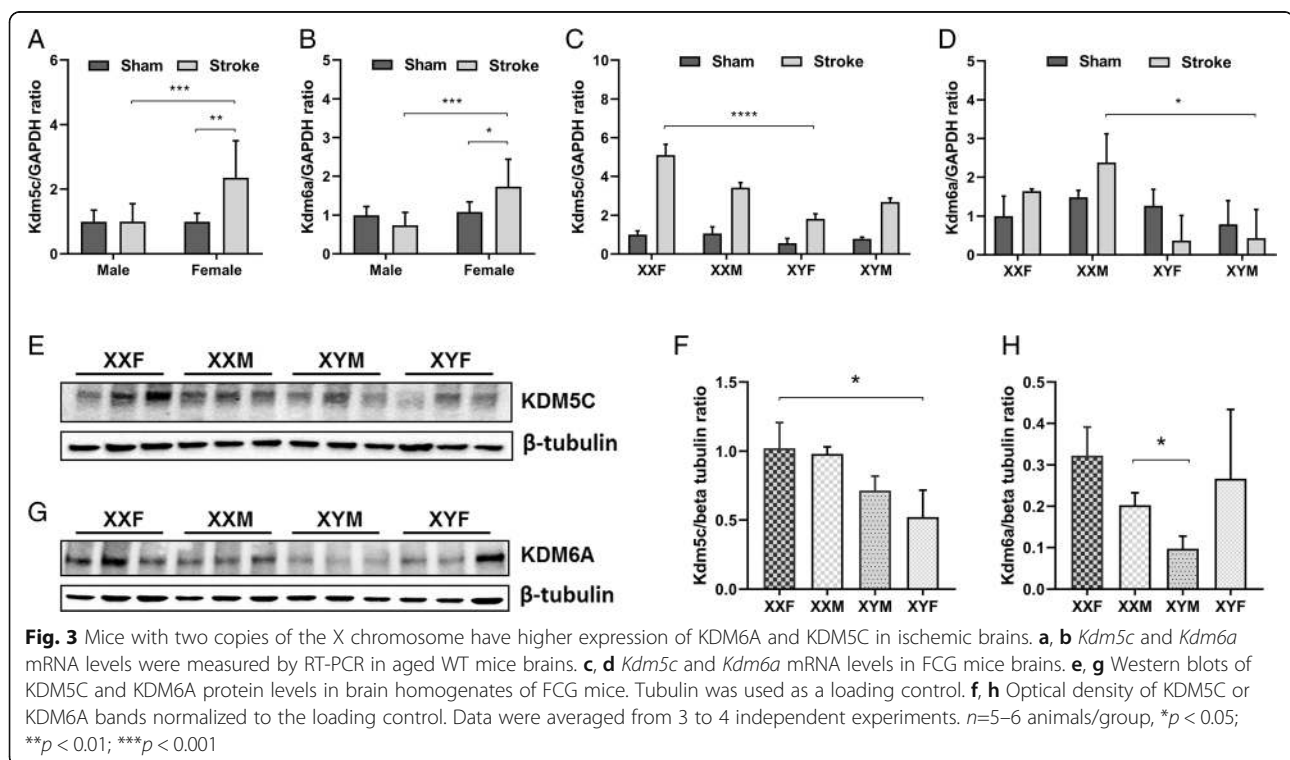 A
B
C
D
Sham Stroke
Sham Stroke
Sham Stroke
Sham Stroke
Kdm5c/GAPDH ratio
6
4
2
0
***
**
Male Female
Kdm6a/GAPDH ratio
5
4
3
2
1
0
***
*
Male Female
Kdm5c/GAPDH ratio
10
8
6
4
2
0
****
XXF XXM XYF XYM
Kdm6a/GAPDH ratio
5
4
3
2
1
0
*
XXF XXM XYF XYM
E
XXF XXM XYM XYF
KDM5C
β-tubulin
G
XXF XXM XYM XYF
KDM6A
β-tubulin
F
Kdm5c/beta tubulin ratio
1.5
1.0
0.5
0.0
*
XXF XXM XYM XYF
H
Kdm6a/beta tubulin ratio
0.5
0.4
0.3
0.2
0.1
0.0
*
XXF XXM XYM XYF
Fig. 3 Mice with two copies of the X chromosome have higher expression of KDM6A and KDM5C in ischemic brains. a, b Kdm5c and Kdm6a
mRNA levels were measured by RT-PCR in aged WT mice brains. c, d Kdm5c and Kdm6a mRNA levels in FCG mice brains. e, g Western blots of
KDM5C and KDM6A protein levels in brain homogenates of FCG mice. Tubulin was used as a loading control. f, h Optical density of KDM5C or
KDM6A bands normalized to the loading control. Data were averaged from 3 to 4 independent experiments. n=5–6 animals/group, *p < 0.05;
**p < 0.01; ***p < 0.001